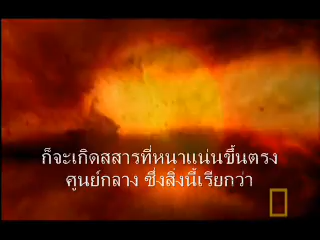 ก็จะเกิดสสารที่หนาแน่นขึ้นตรง
ศูนย์กลาง ซึ่งสิ่งนี้เรียกว่า